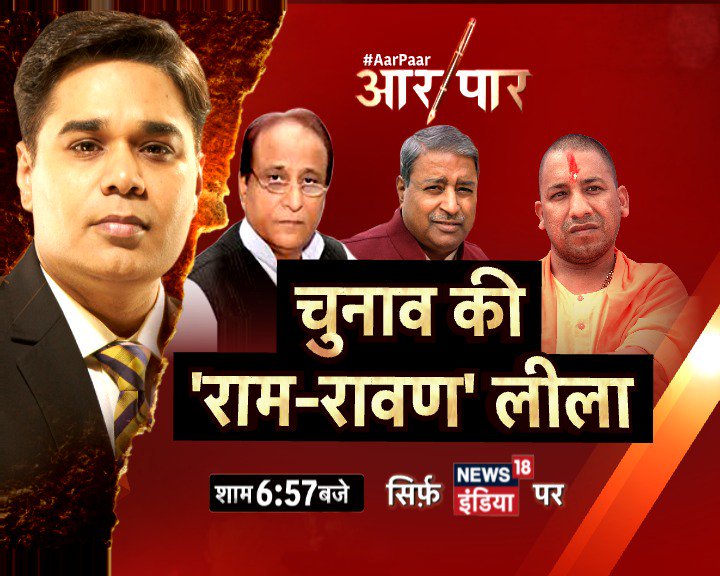 #AarPaar
आर पार
चुनाव की
'राम-रावण' लीला
शाम 6:57 बजे सिर्फ़ NEWS 18 इंडिया पर